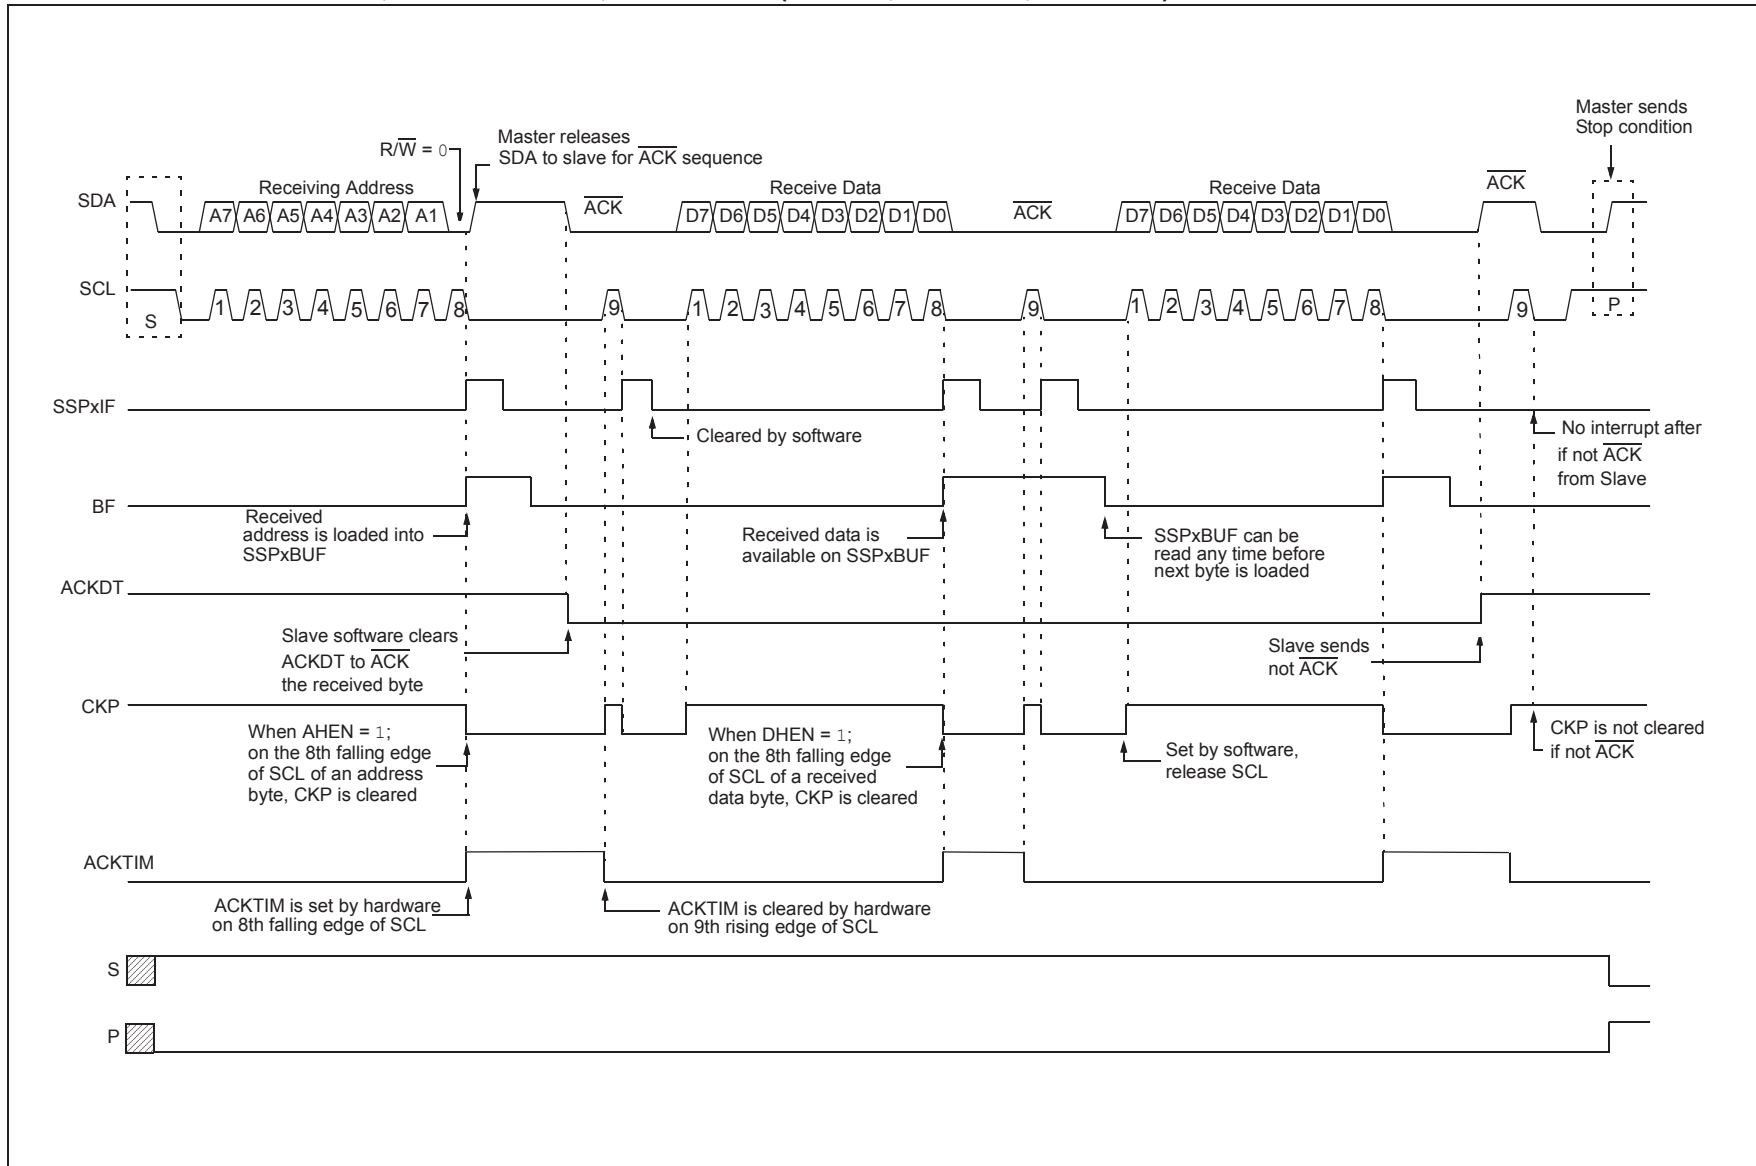 Master sends
Stop condition
R/W̅ = 0
Master releases
SDA to slave for A̅C̅K̅ sequence
SDA
Receiving Address
A̅C̅K̅
Receive Data
A̅C̅K̅
Receive Data
A̅C̅K̅
A7 A6 A5 A4 A3 A2 A1
D7 D6 D5 D4 D3 D2 D1 D0
D7 D6 D5 D4 D3 D2 D1 D0
SCL
S
1 2 3 4 5 6 7 8 9
1 2 3 4 5 6 7 8 9
1 2 3 4 5 6 7 8 9
P
SSPxIF
Cleared by software
No interrupt after
if not A̅C̅K̅
from Slave
BF
Received
address is loaded into
SSPxBUF
Received data is
available on SSPxBUF
SSPxBUF can be
read any time before
next byte is loaded
ACKDT
Slave software clears
ACKDT to A̅C̅K̅
the received byte
Slave sends
not A̅C̅K̅
CKP
When AHEN = 1;
on the 8th falling edge
of SCL of an address
byte, CKP is cleared
When DHEN = 1;
on the 8th falling edge
of SCL of a received
data byte, CKP is cleared
Set by software,
release SCL
CKP is not cleared
if not A̅C̅K̅
ACKTIM
ACKTIM is set by hardware
on 8th falling edge of SCL
ACKTIM is cleared by hardware
on 9th rising edge of SCL
S
P